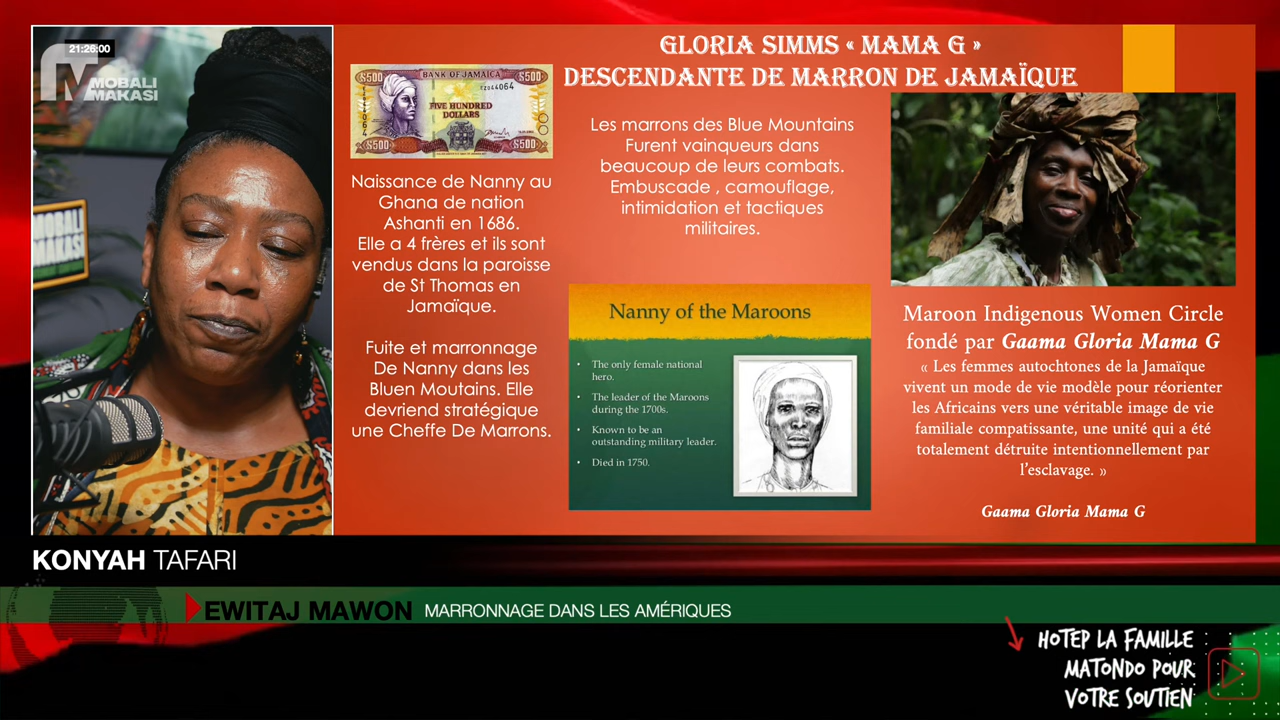 21:26:00
MOBALI
MAKASI
MOBALI
MAKASI
GLORIA SIMMS « MAMA G »
DESCENDANTE DE MARRON DE JAMAÏQUE
$500
BANK OF JAMAICA
$500
FIVE HUNDRED
DOLLARS
$500
$500
Naissance de Nanny au
Ghana de nation
Ashanti en 1686.
Elle a 4 frères et ils sont
vendus dans la paroisse
de St Thomas en
Jamaïque.
Fuite et marronnage
De Nanny dans les
Bluen Moutains. Elle
devriend stratégique
une Cheffe De Marrons.
Les marrons des Blue Mountains
Furent vainqueurs dans
beaucoup de leurs combats.
Embuscade , camouflage,
intimidation et tactiques
militaires.
Nanny of the Maroons
• The only female national
hero.
• The leader of the Maroons
during the 1700s.
• Known to be an
outstanding military leader.
• Died in 1750.
Maroon Indigenous Women Circle
fondé par Gaama Gloria Mama G
« Les femmes autochtones de la Jamaïque
vivent un mode de vie modèle pour réorienter
les Africains vers une véritable image de vie
familiale compatissante, une unité qui a été
totalement détruite intentionnellement par
l'esclavage. »
Gaama Gloria Mama G
KONYAH TAFARI
EWITAJ MAWON MARRONNAGE DANS LES AMÉRIQUES
HOTEP LA FAMILLE
MATONDO POUR
VOTRE SOUTIEN